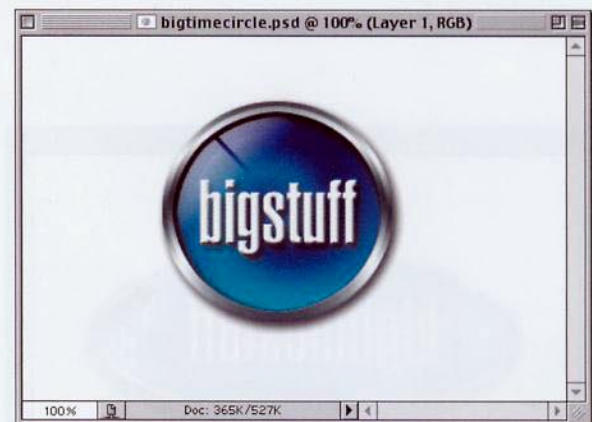 bigtimecircle.psd @ 100% (Layer 1, RGB)
bigstuff
100%
Doc: 365K/527K